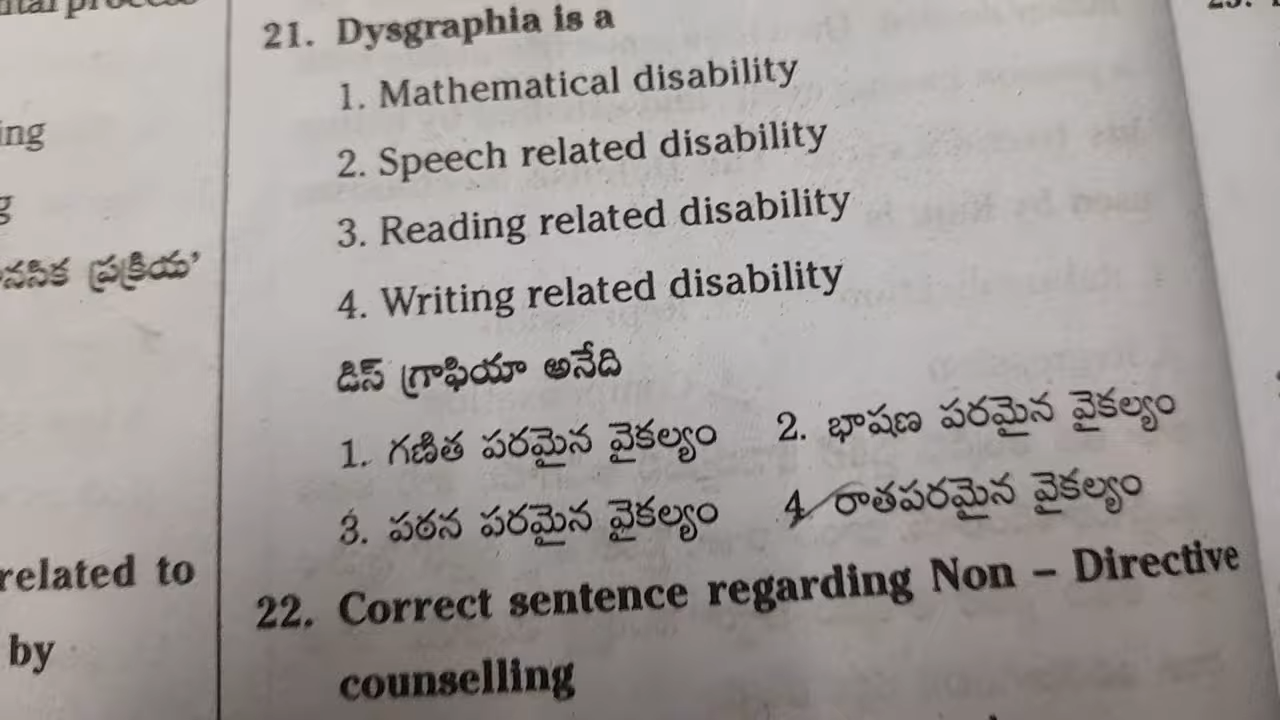 ing
నసిక ప్రక్రియ'
related to
by
21. Dysgraphia is a
1. Mathematical disability
2. Speech related disability
3. Reading related disability
4. Writing related disability
డిస్ గ్రాఫియా అనేది
1. గణిత పరమైన వైకల్యం 2. భాషణ పరమైన వైకల్యం
3. పఠన పరమైన వైకల్యం 4 రాతపరమైన వైకల్యం
22. Correct sentence regarding Non – Directive
counselling